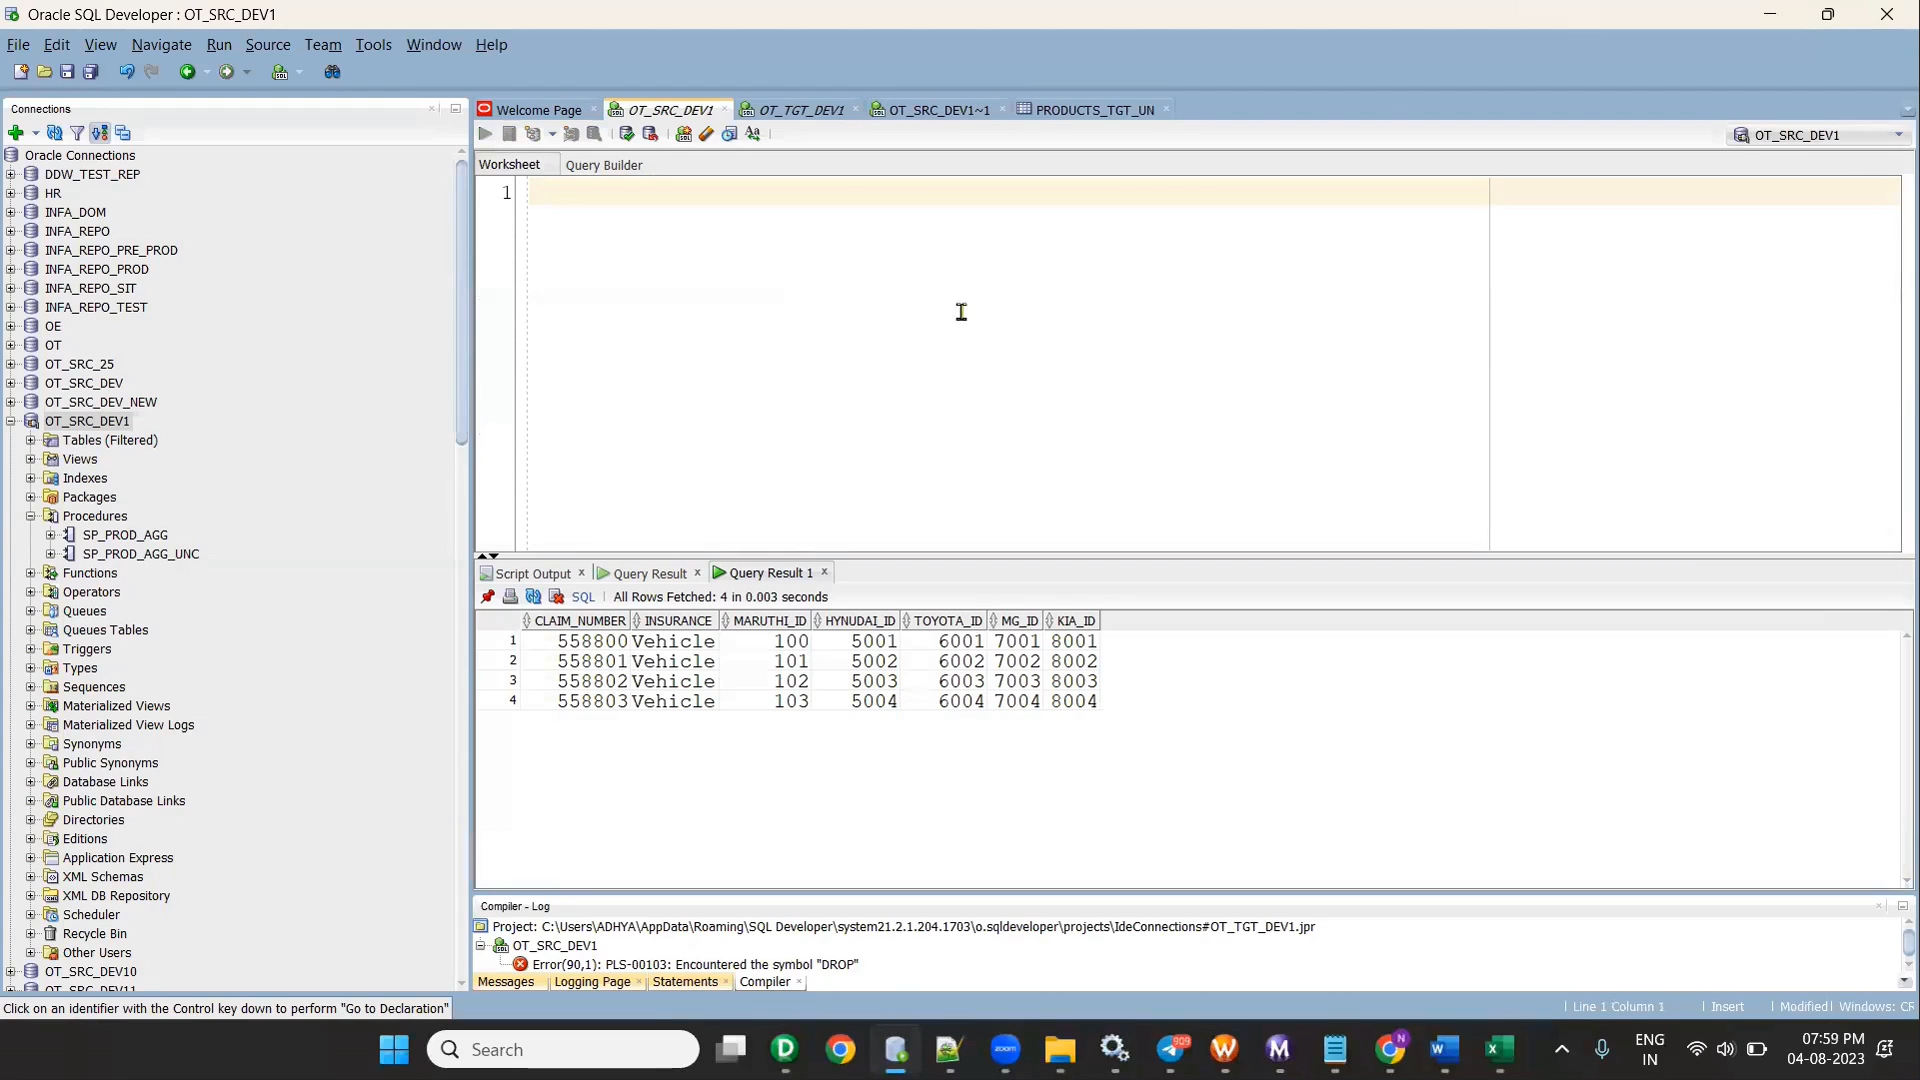 Oracle SQL Developer : OT_SRC_DEV1
File Edit View Navigate Run Source Team Tools Window Help
Connections
Oracle Connections
DDW_TEST_REP
HR
INFA_DOM
INFA_REPO
INFA_REPO_PRE_PROD
INFA_REPO_PROD
INFA_REPO_SIT
INFA_REPO_TEST
OE
OT
OT_SRC_25
OT_SRC_DEV
OT_SRC_DEV_NEW
OT_SRC_DEV1
Tables (Filtered)
Views
Indexes
Packages
Procedures
SP_PROD_AGG
SP_PROD_AGG_UNC
Functions
Operators
Queues
Queues Tables
Triggers
Types
Sequences
Materialized Views
Materialized View Logs
Synonyms
Public Synonyms
Database Links
Public Database Links
Directories
Editions
Application Express
XML Schemas
XML DB Repository
Scheduler
Recycle Bin
Other Users
OT_SRC_DEV10
OT_SRC_DEV11
Welcome Page OT_SRC_DEV1 OT_TGT_DEV1 OT_SRC_DEV1~1 PRODUCTS_TGT_UN
OT_SRC_DEV1
Worksheet Query Builder
1
Script Output Query Result Query Result 1
SQL All Rows Fetched: 4 in 0.003 seconds
CLAIM_NUMBER INSURANCE MARUTHI_ID HYNUDAI_ID TOYOTA_ID MG_ID KIA_ID
1 558800 Vehicle 100 5001 6001 7001 8001
2 558801 Vehicle 101 5002 6002 7002 8002
3 558802 Vehicle 102 5003 6003 7003 8003
4 558803 Vehicle 103 5004 6004 7004 8004
Compiler - Log
Project: C:\Users\ADHYA\AppData\Roaming\SQL Developer\system21.2.1.204.1703\o.sqldeveloper\projects\IdeConnections#OT_TGT_DEV1.jpr
OT_SRC_DEV1
Error(90,1): PLS-00103: Encountered the symbol "DROP"
Messages Logging Page Statements Compiler
Click on an identifier with the Control key down to perform "Go to Declaration"
Line 1 Column 1 Insert Modified Windows: CR
Search
zoom
909
N
ENG
IN
07:59 PM
04-08-2023